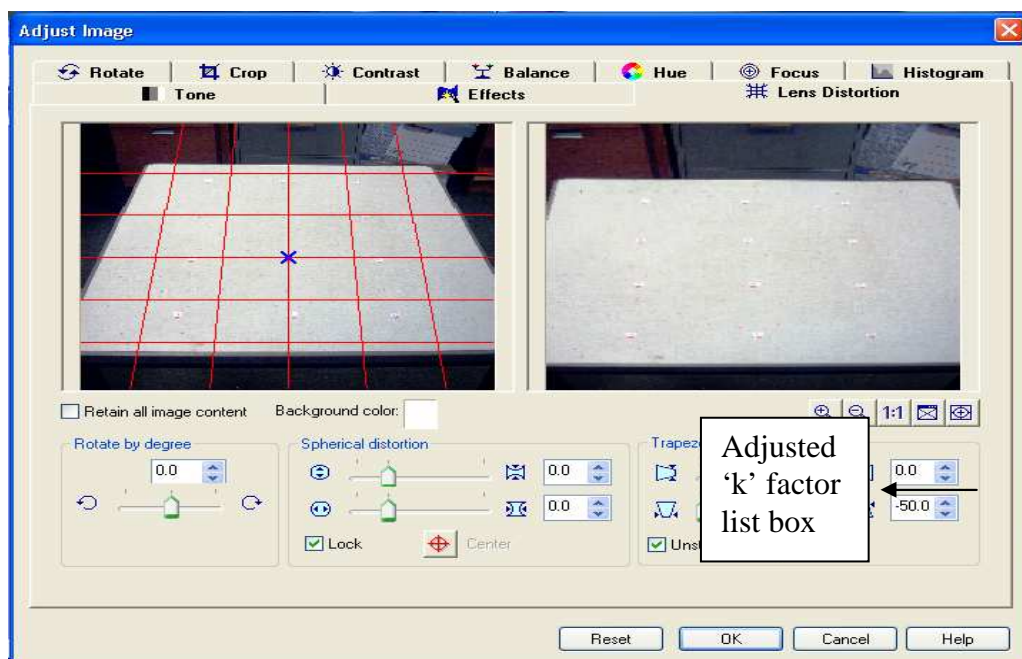 Adjust Image
Rotate Crop Contrast Balance Hue Focus Histogram
Tone Effects Lens Distortion
Retain all image content Background color: 1:1
Rotate by degree Spherical distortion
0.0 0.0 0.0
0.0 -50.0
Lock Center
Adjusted
‘k’ factor
list box
Reset OK Cancel Help